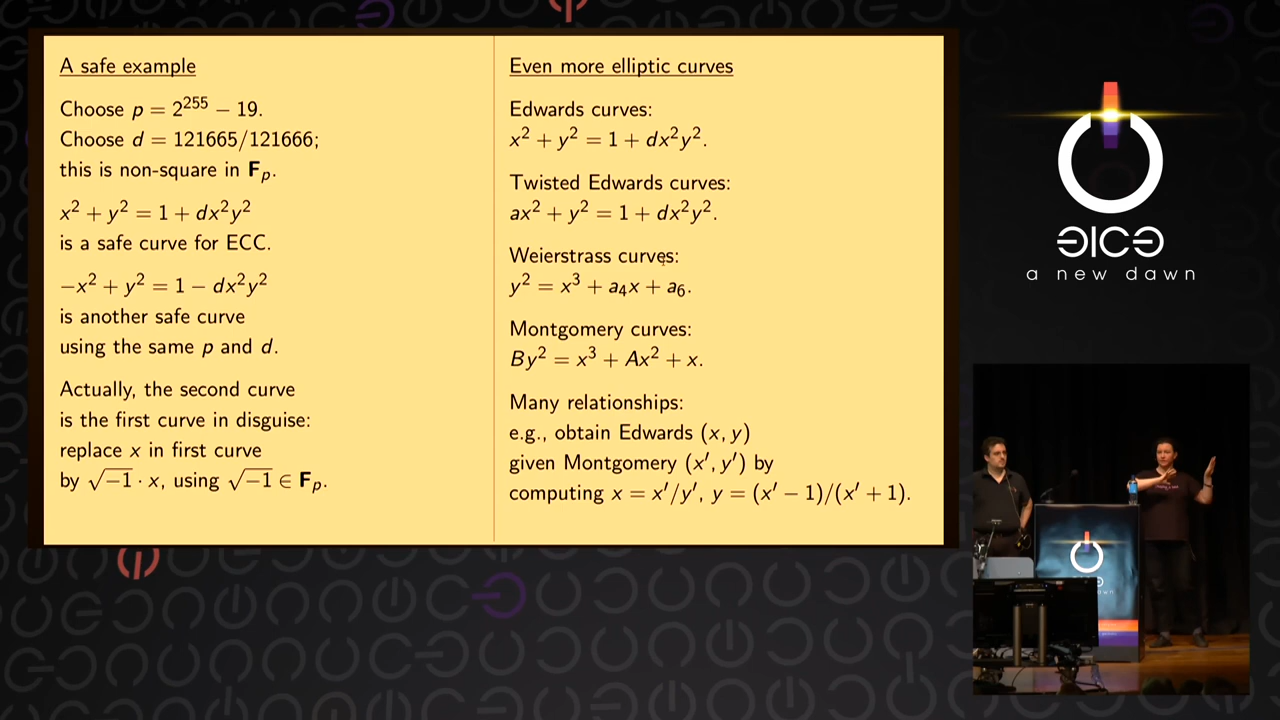 A safe example
Choose p = 2^255 − 19.
Choose d = 121665/121666;
this is non-square in F_p.
x^2 + y^2 = 1 + dx^2y^2
is a safe curve for ECC.
−x^2 + y^2 = 1 − dx^2y^2
is another safe curve
using the same p and d.
Actually, the second curve
is the first curve in disguise:
replace x in first curve
by √−1 · x, using √−1 ∈ F_p.
Even more elliptic curves
Edwards curves:
x^2 + y^2 = 1 + dx^2y^2.
Twisted Edwards curves:
ax^2 + y^2 = 1 + dx^2y^2.
Weierstrass curves:
y^2 = x^3 + a_4x + a_6.
Montgomery curves:
By^2 = x^3 + Ax^2 + x.
Many relationships:
e.g., obtain Edwards (x, y)
given Montgomery (x′, y′) by
computing x = x′/y′, y = (x′ − 1)/(x′ + 1).
a new dawn